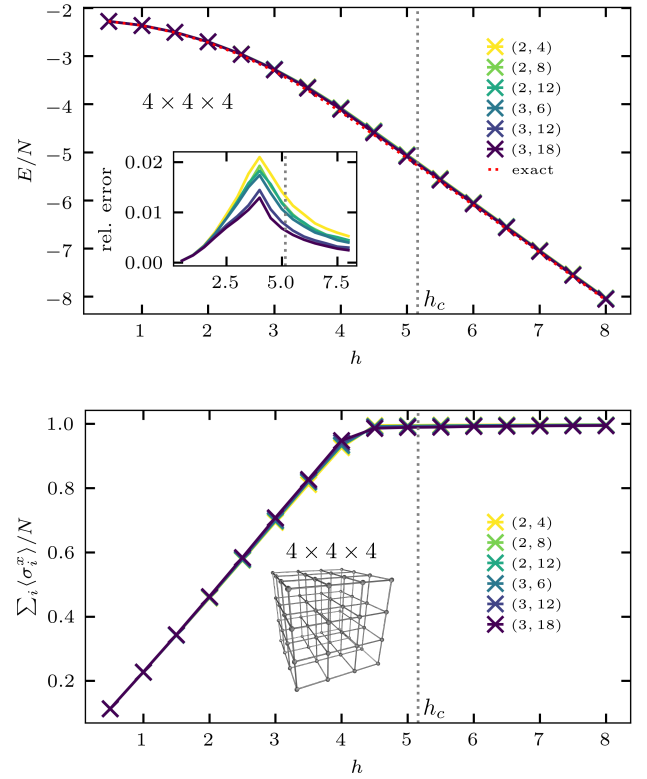 −2
−3
−4
−5
−6
−7
−8
E/N
4 × 4 × 4
(2, 4)
(2, 8)
(2, 12)
(3, 6)
(3, 12)
(3, 18)
exact
0.02
0.01
0.00
rel. error
2.5 5.0 7.5
h_c
1 2 3 4 5 6 7 8
h
1.0
0.8
0.6
0.4
0.2
∑_i⟨σ_i^x⟩/N
4 × 4 × 4
(2, 4)
(2, 8)
(2, 12)
(3, 6)
(3, 12)
(3, 18)
h_c
1 2 3 4 5 6 7 8
h